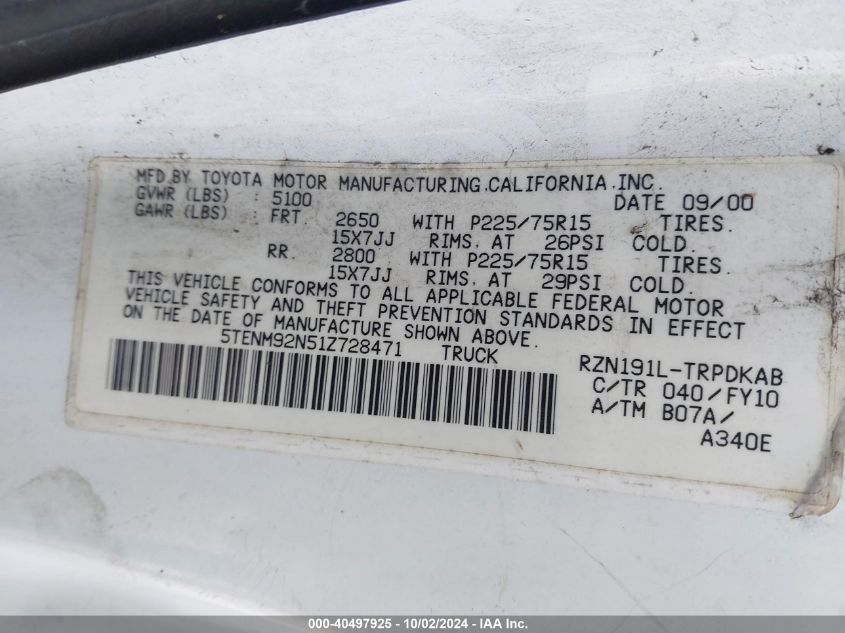 MFD.BY TOYOTA MOTOR MANUFACTURING.CALIFORNIA.INC.
GVWR (LBS) : 5100 DATE 09/00
GAWR (LBS) : FRT. 2650 WITH P225/75R15 TIRES.
15X7JJ RIMS, AT 26PSI COLD.
RR. 2800 WITH P225/75R15 TIRES.
15X7JJ RIMS, AT 29PSI COLD.
THIS VEHICLE CONFORMS TO ALL APPLICABLE FEDERAL MOTOR
VEHICLE SAFETY AND THEFT PREVENTION STANDARDS IN EFFECT
ON THE DATE OF MANUFACTURE SHOWN ABOVE.
5TENM92N51Z728471 TRUCK
RZN191L-TRPDKAB
C/TR 040/FY10
A/TM B07A/
A340E
000-40497925 - 10/02/2024 - IAA Inc.